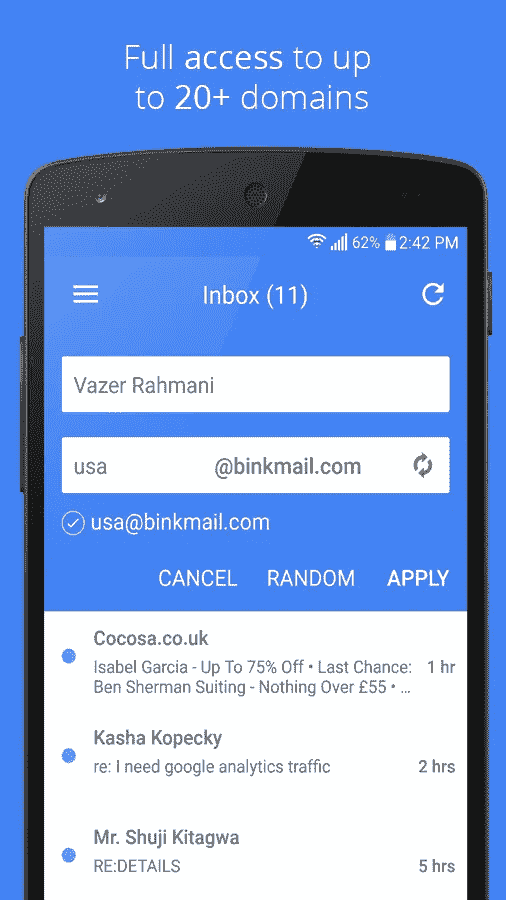 Full access to up
to 20+ domains
62% 2:42 PM
Inbox (11)
Vazer Rahmani
usa @binkmail.com
usa@binkmail.com
CANCEL RANDOM APPLY
Cocosa.co.uk
Isabel Garcia - Up To 75% Off • Last Chance: 1 hr
Ben Sherman Suiting - Nothing Over £55 • ...
Kasha Kopecky
re: I need google analytics traffic 2 hrs
Mr. Shuji Kitagwa
RE:DETAILS 5 hrs